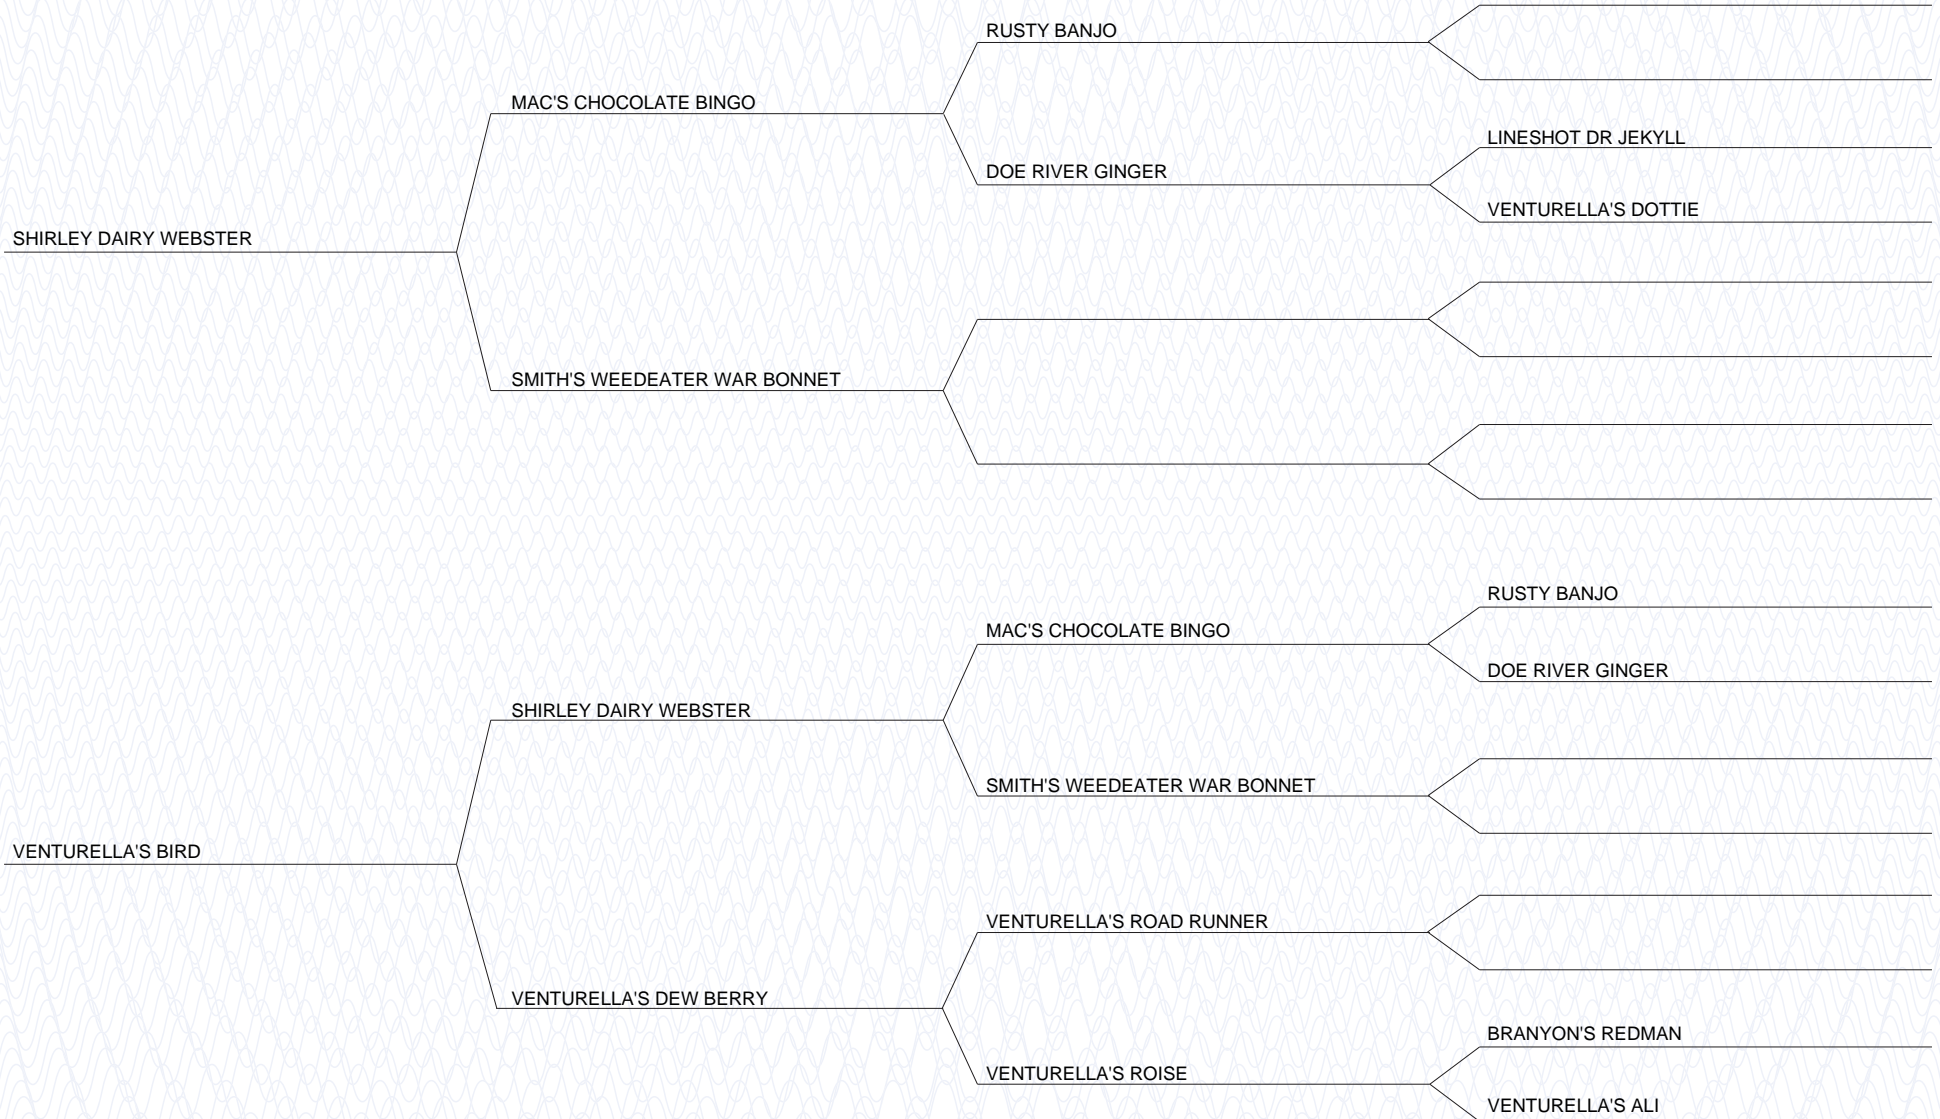 RUSTY BANJO
MAC'S CHOCOLATE BINGO
LINESHOT DR JEKYLL
DOE RIVER GINGER
VENTURELLA'S DOTTIE
SHIRLEY DAIRY WEBSTER
SMITH'S WEEDEATER WAR BONNET
RUSTY BANJO
MAC'S CHOCOLATE BINGO
DOE RIVER GINGER
SHIRLEY DAIRY WEBSTER
SMITH'S WEEDEATER WAR BONNET
VENTURELLA'S BIRD
VENTURELLA'S ROAD RUNNER
VENTURELLA'S DEW BERRY
BRANYON'S REDMAN
VENTURELLA'S ROISE
VENTURELLA'S ALI